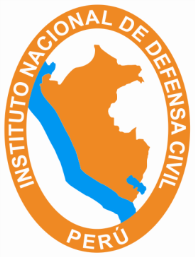 INSTITUTO NACIONAL DE DEFENSA CIVIL
PERÚ